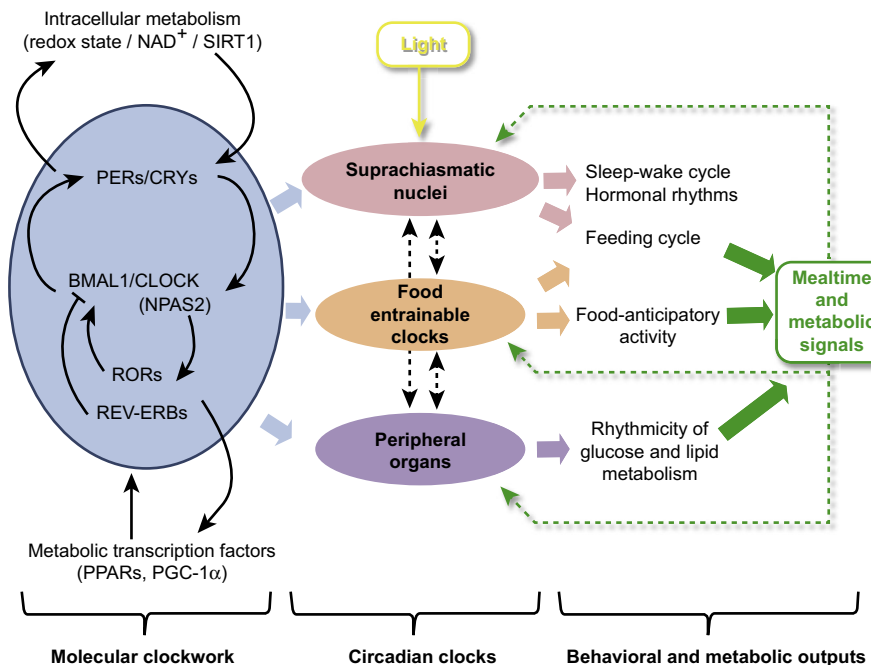 Intracellular metabolism
(redox state / NAD+ / SIRT1)
PERs/CRYs
BMAL1/CLOCK
(NPAS2)
RORs
REV-ERBs
Metabolic transcription factors
(PPARs, PGC-1α)
Molecular clockwork
Light
Suprachiasmatic
nuclei
Food
entrainable
clocks
Peripheral
organs
Circadian clocks
Sleep-wake cycle
Hormonal rhythms
Feeding cycle
Food-anticipatory
activity
Rhythmicity of
glucose and lipid
metabolism
Mealtime
and
metabolic
signals
Behavioral and metabolic outputs